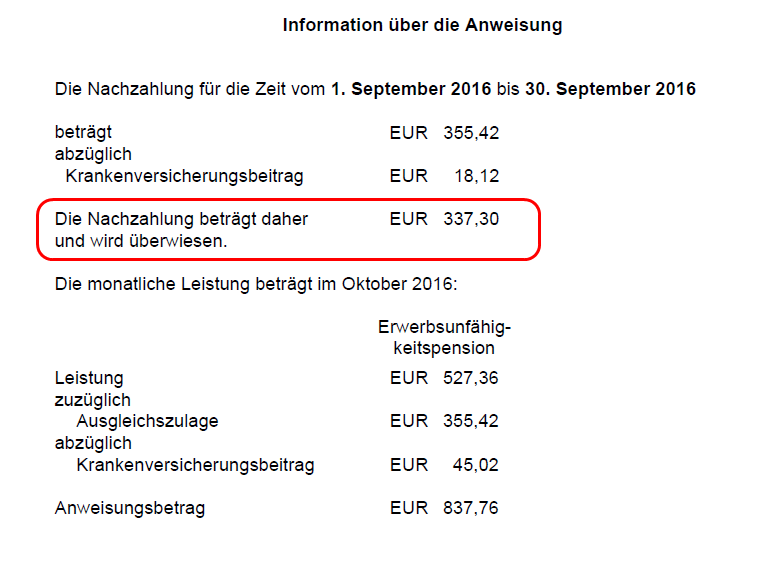 Information über die Anweisung
Die Nachzahlung für die Zeit vom 1. September 2016 bis 30. September 2016
beträgt EUR 355,42
abzüglich
Krankenversicherungsbeitrag EUR 18,12
Die Nachzahlung beträgt daher EUR 337,30
und wird überwiesen.
Die monatliche Leistung beträgt im Oktober 2016:
Erwerbsunfähig-
keitspension
Leistung EUR 527,36
zuzüglich
Ausgleichszulage EUR 355,42
abzüglich
Krankenversicherungsbeitrag EUR 45,02
Anweisungsbetrag EUR 837,76